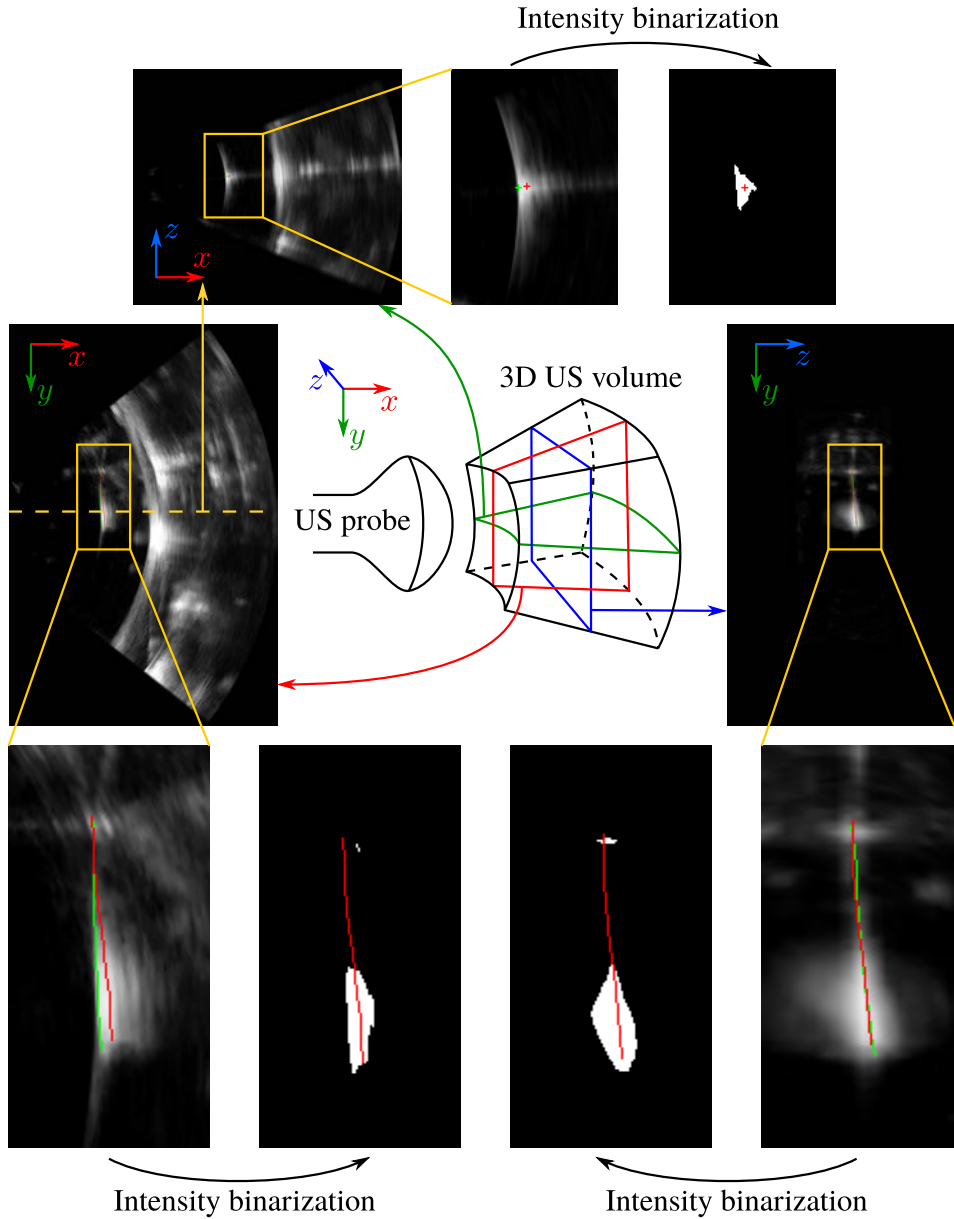 Intensity binarization
z
x
x
y
z
x
y
3D US volume
z
y
US probe
Intensity binarization
Intensity binarization